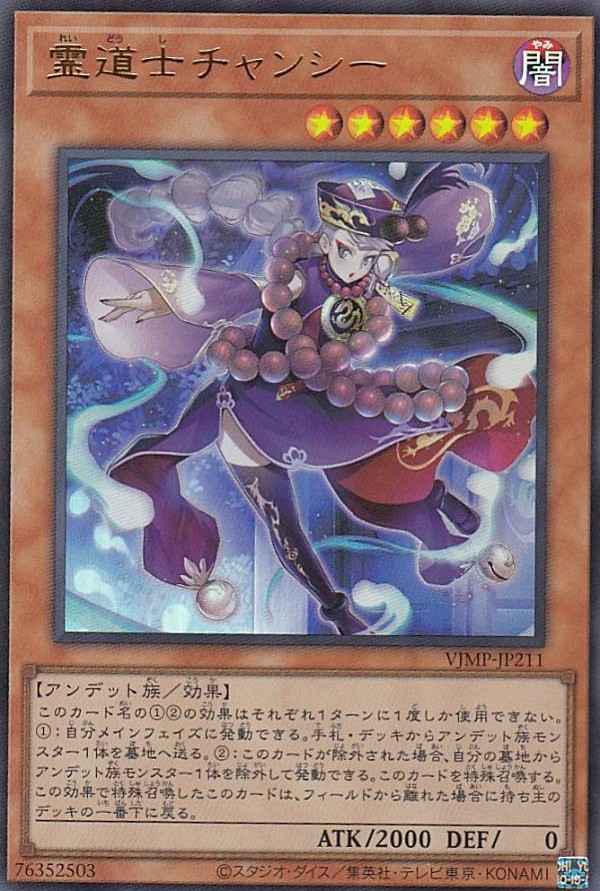 霊道士チャンシー
闇
VJMP-JP211
【アンデット族/効果】
このカード名の①②の効果はそれぞれ1ターンに1度しか使用できない。
①:自分メインフェイズに発動できる。手札・デッキからアンデット族モン
スター1体を墓地へ送る。②:このカードが除外された場合、自分の墓地から
アンデット族モンスター1体を除外して発動できる。このカードを特殊召喚する。
この効果で特殊召喚したこのカードは、フィールドから離れた場合に持ち主の
デッキの一番下に戻る。
ATK/2000 DEF/ 0
76352503 ©スタジオ・ダイス/集英社・テレビ東京・KONAMI